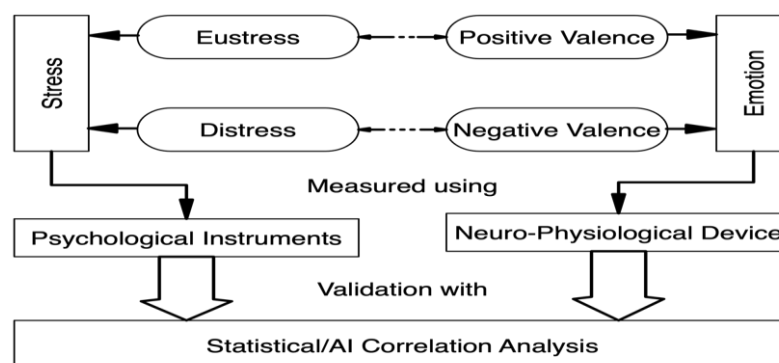 Stress
Eustress
Positive Valence
Emotion
Distress
Negative Valence
Measured using
Psychological Instruments
Neuro-Physiological Device
Validation with
Statistical/AI Correlation Analysis